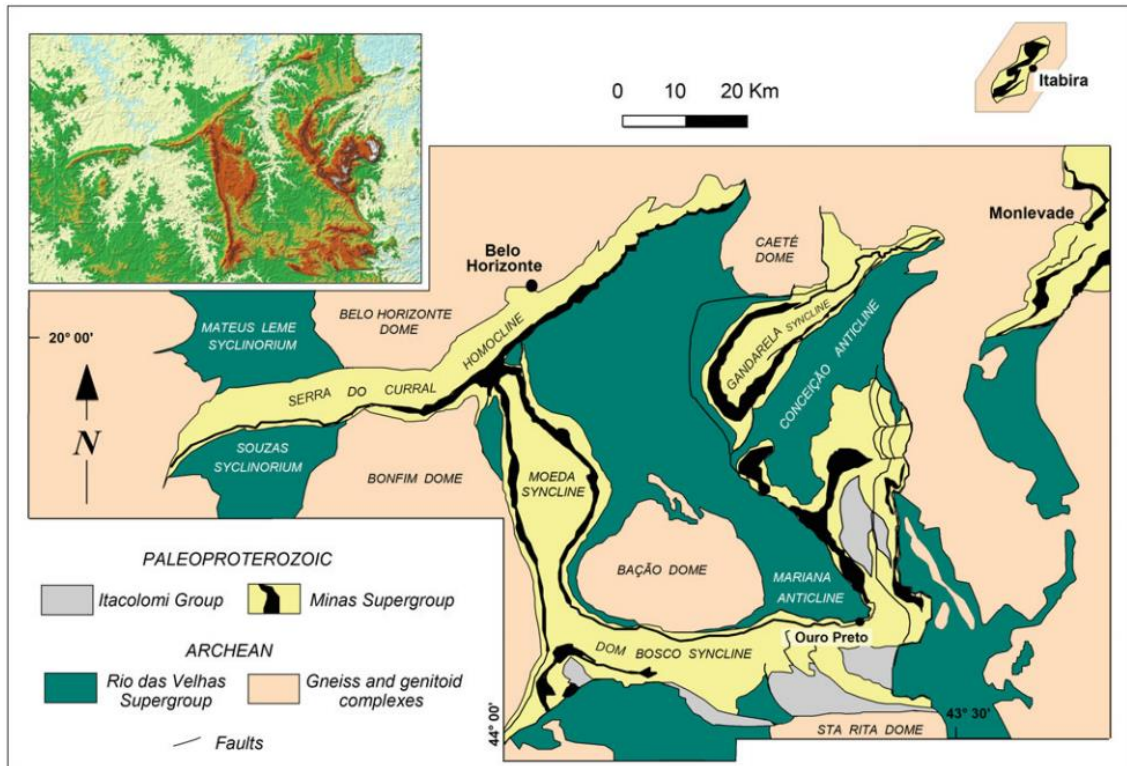 0 10 20 Km
Itabira
Monlevade
Belo
Horizonte
CAETÉ
DOME
MATEUS LEME
SYCLINORIUM
BELO HORIZONTE
DOME
20° 00'
SERRA DO CURRAL HOMOCLINE
GANDARELA SYNCLINE
CONCEIÇÃO ANTICLINE
N
SOUZAS
SYCLINORIUM
BONFIM DOME
MOEDA
SYNCLINE
BAÇÃO DOME
MARIANA
ANTICLINE
Ouro Preto
DOM BOSCO SYNCLINE
44° 00'
43° 30'
STA RITA DOME
PALEOPROTEROZOIC
Itacolomi Group
Minas Supergroup
ARCHEAN
Rio das Velhas
Supergroup
Gneiss and genitoid
complexes
Faults